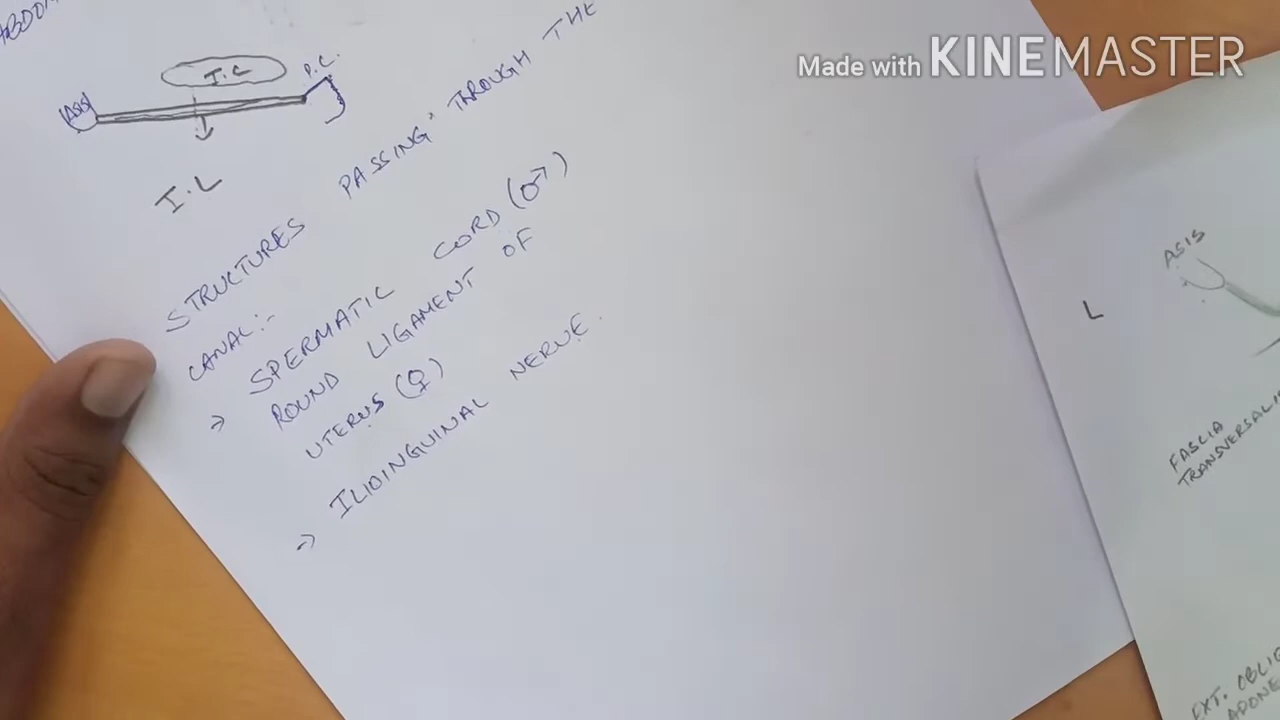 Made with KINEMASTER
I.C
P.C.
ASIS
I.L
STRUCTURES PASSING THROUGH THE
CANAL:-
→ SPERMATIC CORD (♂)
ROUND LIGAMENT OF
UTERUS (♀)
→ ILIOINGUINAL NERVE.
ASIS
L
FASCIA
TRANSVERSALIS
EXT. OBLIQ
APONE